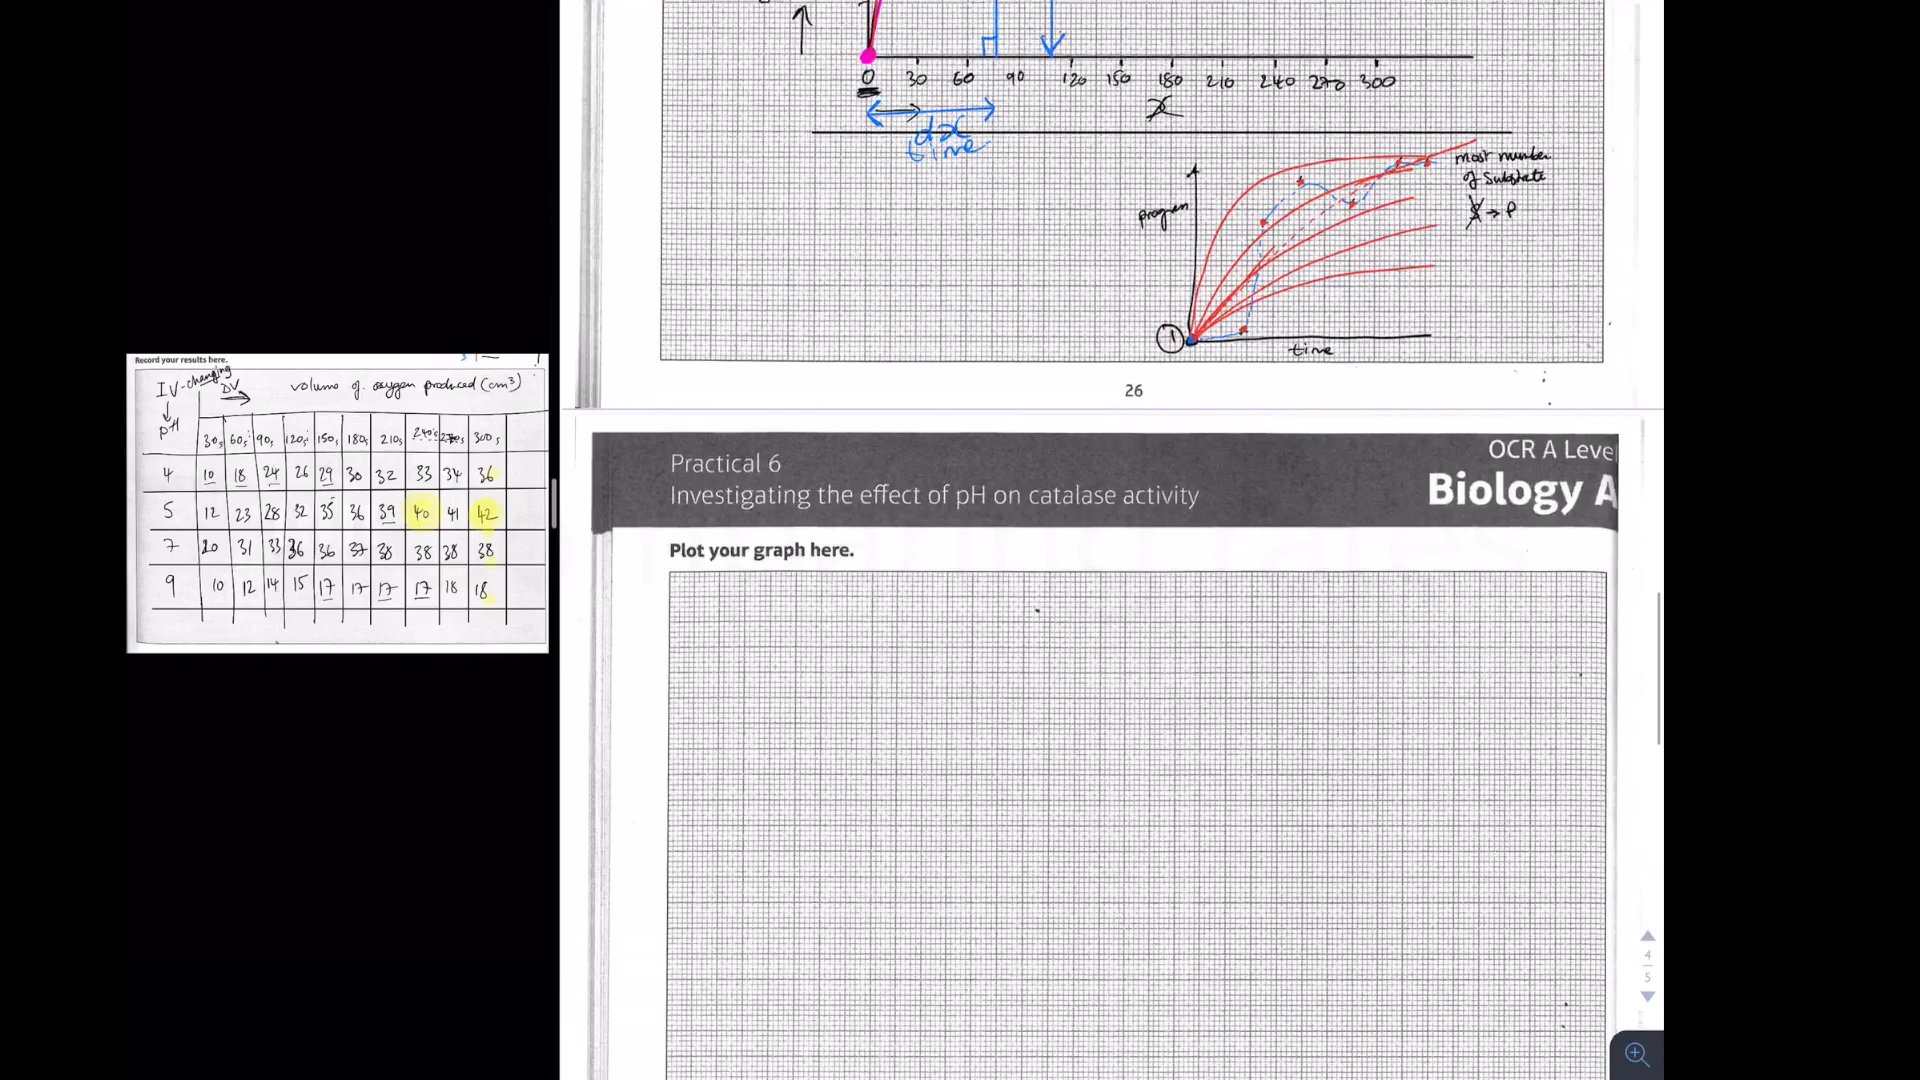 Record your results here.
IV-changing
DV
volume of oxygen produced (cm³)
pH
30s 60s 90s 120s 150s 180s 210s 240s 270s 300s
4 10 18 24 26 29 30 32 33 34 36
5 12 23 28 32 35 36 39 40 41 42
7 20 31 33 36 36 37 38 38 38 38
9 10 12 14 15 17 17 17 17 18 18
0 30 60 90 120 150 180 210 240 270 300
x
dx
time
most number
of substrate
S → P
1
time
26
Practical 6
Investigating the effect of pH on catalase activity
OCR A Leve
Biology A
Plot your graph here.
4
5